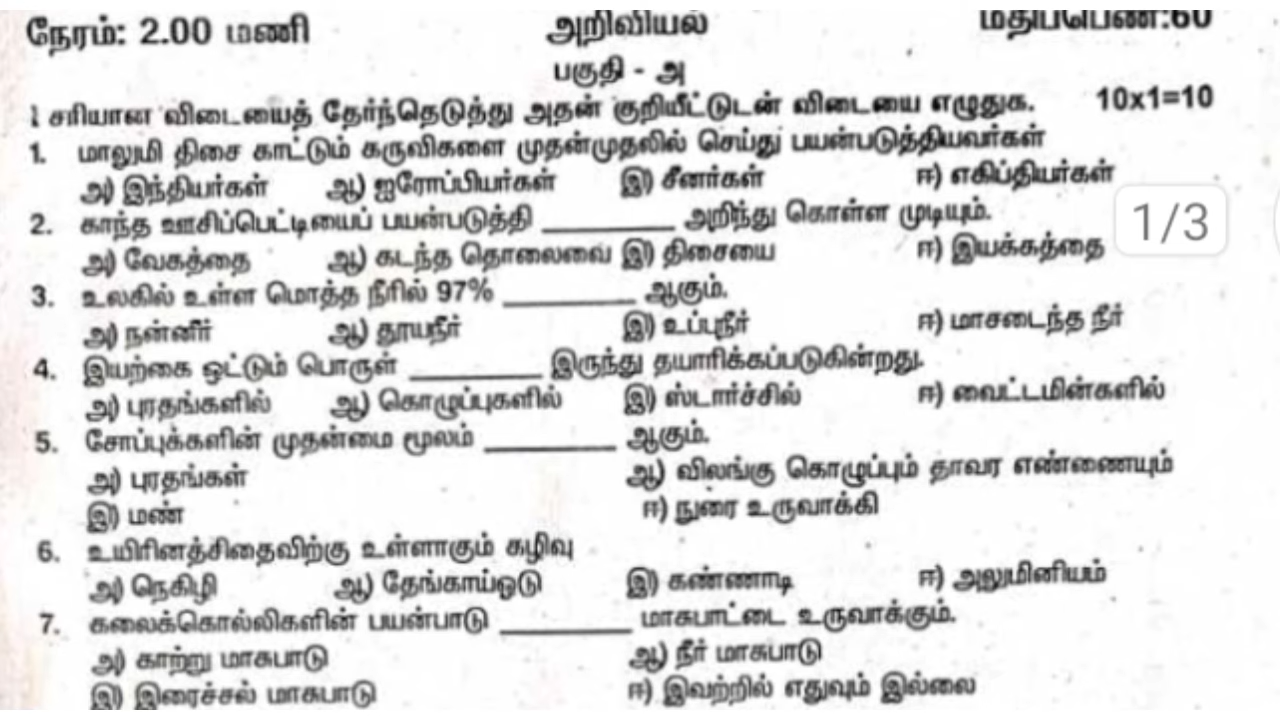 நேரம்: 2.00 மணி அறிவியல் மதிப்பெண்:60
பகுதி - அ
I சரியான விடையைத் தேர்ந்தெடுத்து அதன் குறியீட்டுடன் விடையை எழுதுக. 10x1=10
1. மாலுமி திசை காட்டும் கருவிகளை முதன்முதலில் செய்து பயன்படுத்தியவர்கள்
அ) இந்தியர்கள் ஆ) ஐரோப்பியர்கள் இ) சீனர்கள் ஈ) எகிப்தியர்கள்
2. காந்த ஊசிப்பெட்டியைப் பயன்படுத்தி ________ அறிந்து கொள்ள முடியும்.
1/3
அ) வேகத்தை ஆ) கடந்த தொலைவை இ) திசையை ஈ) இயக்கத்தை
3. உலகில் உள்ள மொத்த நீரில் 97% ________ ஆகும்.
அ) நன்னீர் ஆ) தூயநீர் இ) உப்புநீர் ஈ) மாசடைந்த நீர்
4. இயற்கை ஒட்டும் பொருள் ________ இருந்து தயாரிக்கப்படுகின்றது.
அ) புரதங்களில் ஆ) கொழுப்புகளில் இ) ஸ்டார்ச்சில் ஈ) வைட்டமின்களில்
5. சோப்புக்களின் முதன்மை மூலம் ________ ஆகும்.
அ) புரதங்கள் ஆ) விலங்கு கொழுப்பும் தாவர எண்ணையும்
இ) மண் ஈ) நுரை உருவாக்கி
6. உயிரினத்சிதைவிற்கு உள்ளாகும் கழிவு
அ) நெகிழி ஆ) தேங்காய்ஓடு இ) கண்ணாடி ஈ) அலுமினியம்
7. களைக்கொல்லிகளின் பயன்பாடு ________ மாசுபாட்டை உருவாக்கும்.
அ) காற்று மாசுபாடு ஆ) நீர் மாசுபாடு
இ) இரைச்சல் மாசுபாடு ஈ) இவற்றில் எதுவும் இல்லை